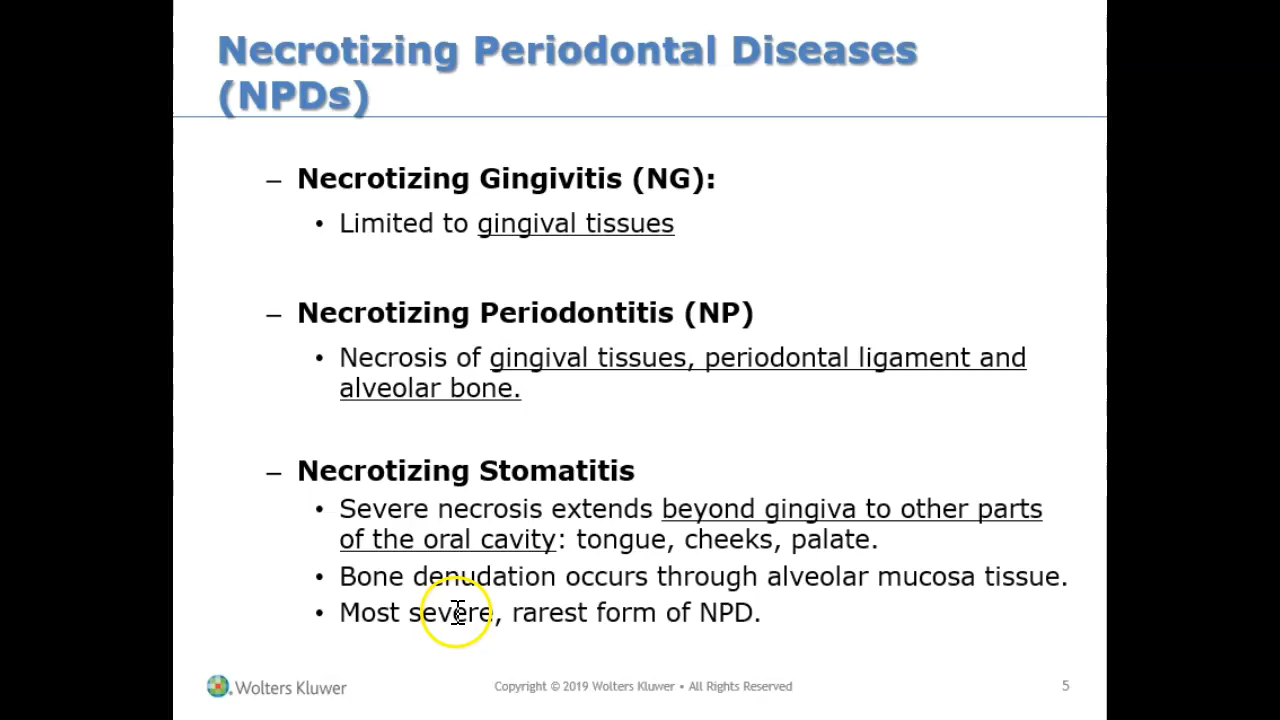 Necrotizing Periodontal Diseases
(NPDs)
– Necrotizing Gingivitis (NG):
• Limited to gingival tissues
– Necrotizing Periodontitis (NP)
• Necrosis of gingival tissues, periodontal ligament and
alveolar bone.
– Necrotizing Stomatitis
• Severe necrosis extends beyond gingiva to other parts
of the oral cavity: tongue, cheeks, palate.
• Bone denudation occurs through alveolar mucosa tissue.
• Most severe, rarest form of NPD.
Wolters Kluwer
Copyright © 2019 Wolters Kluwer • All Rights Reserved
5